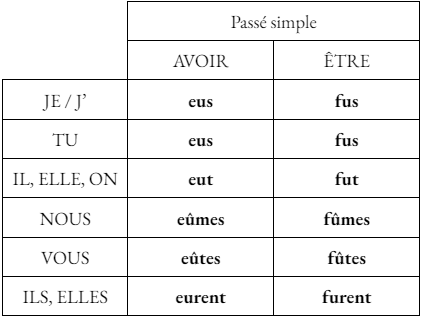 Passé simple
AVOIR ÊTRE
JE / J’ eus fus
TU eus fus
IL, ELLE, ON eut fut
NOUS eûmes fûmes
VOUS eûtes fûtes
ILS, ELLES eurent furent